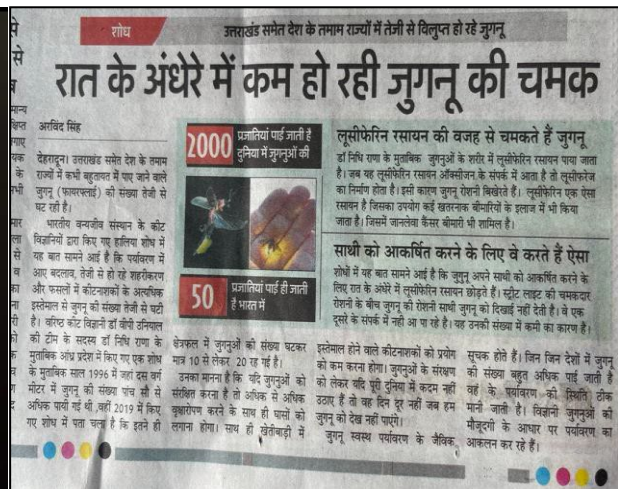 शोध
उत्तराखंड समेत देश के तमाम राज्यों में तेजी से विलुप्त हो रहे जुगनू
रात के अंधेरे में कम हो रही जुगनू की चमक
अरविंद सिंह
देहरादून। उत्तराखंड समेत देश के तमाम
राज्यों में कभी बहुतायत में पाए जाने वाले
जुगनू (फायरफ्लाई) की संख्या तेजी से
घट रही है।
भारतीय वन्यजीव संस्थान के कीट
विज्ञानियों द्वारा किए गए हालिया शोध में
यह बात सामने आई है कि पर्यावरण में
आए बदलाव, तेजी से हो रहे शहरीकरण
और फसलों में कीटनाशकों के अत्यधिक
इस्तेमाल से जुगनू की संख्या तेजी से घटी
है। वरिष्ठ कीट विज्ञानी डॉ वीपी उनियाल
की टीम के सदस्य डॉ निधि राणा के
मुताबिक आंध्र प्रदेश में किए गए एक शोध
के मुताबिक साल 1996 में जहां दस वर्ग
मीटर में जुगनू की संख्या पांच सौ से
अधिक पायी गई थी, वहीं 2019 में किए
गए शोध में पता चला है कि इतने ही
2000
प्रजातियां पाई जाती है
दुनिया में जुगनुओं की
50
प्रजातियां पाई ही जाती
है भारत में
क्षेत्रफल में जुगनुओं की संख्या घटकर
मात्र 10 से लेकर 20 रह गई है।
उनका मानना है कि यदि जुगनुओं को
संरक्षित करना है तो अधिक से अधिक
वृक्षारोपण करने के साथ ही घासों को
लगाना होगा। साथ ही खेतीबाड़ी में
लूसीफेरिन रसायन की वजह से चमकते हैं जुगनू
डॉ निधि राणा के मुताबिक जुगनुओं के शरीर में लूसीफेरिन रसायन पाया जाता
है। जब यह लूसीफेरिन रसायन ऑक्सीजन के संपर्क में आता है तो लूसीफरेज
का निर्माण होता है। इसी कारण जुगनू रोशनी बिखेरते हैं। लूसीफेरिन एक ऐसा
रसायन है जिसका उपयोग कई खतरनाक बीमारियों के इलाज में भी किया
जाता है। जिसमें जानलेवा कैंसर बीमारी भी शामिल है।
साथी को आकर्षित करने के लिए वे करते हैं ऐसा
शोधों में यह बात सामने आई है कि जुगुनू अपने साथी को आकर्षित करने के
लिए रात के अंधेरे में लूसीफेरिन रसायन छोड़ते हैं। स्ट्रीट लाइट की चमकदार
रोशनी के बीच जुगनू की रोशनी साथी जुगनू को दिखाई नहीं देती है। वे एक
दूसरे के संपर्क में नही आ पा रहे है। यह उनकी संख्या में कमी का कारण है।
इस्तेमाल होने वाले कीटनाशकों को प्रयोग
को कम करना होगा। जुगनुओं के संरक्षण
को लेकर यदि पूरी दुनिया में कदम नहीं
उठाए हैं तो वह दिन दूर नहीं जब हम
जुगनू को देख नहीं पाएंगे।
जुगनू स्वस्थ पर्यावरण के जैविक
सूचक होते हैं। जिन जिन देशों में जुगनू
की संख्या बहुत अधिक पाई जाती है
वहं के पर्यावरण की स्थिति ठीक
मानी जाती है। विज्ञानी जुगनुओं की
मौजूदगी के आधार पर पर्यावरण का
आकलन कर रहे हैं।